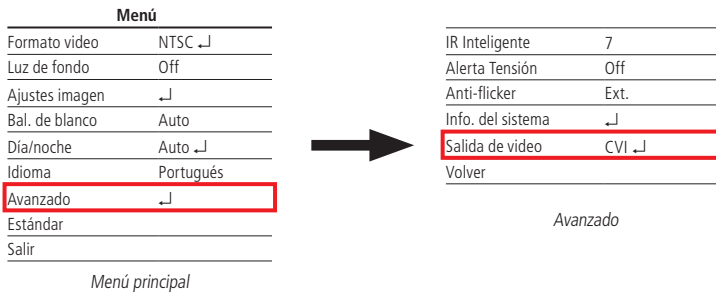 Menú
Formato video NTSC ↵
Luz de fondo Off
Ajustes imagen ↵
Bal. de blanco Auto
Día/noche Auto ↵
Idioma Portugués
Avanzado ↵
Estándar
Salir
Menú principal
IR Inteligente 7
Alerta Tensión Off
Anti-flicker Ext.
Info. del sistema ↵
Salida de video CVI ↵
Volver
Avanzado